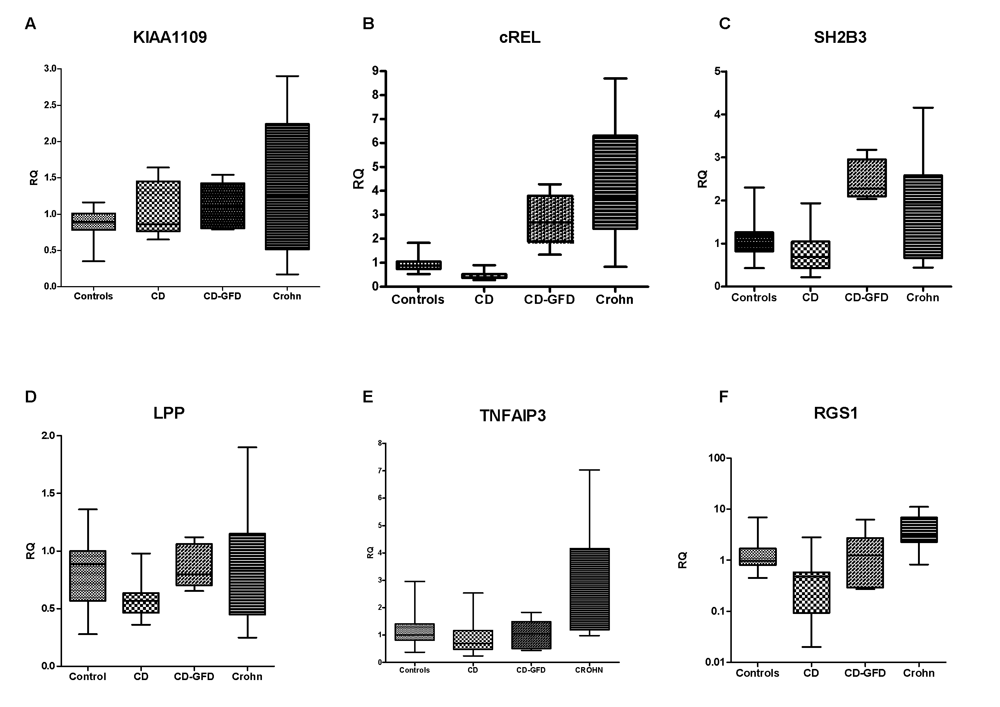 A
KIAA1109
3.0
2.5
2.0
1.5
1.0
0.5
0.0
RQ
Controls CD CD-GFD Crohn
B
cREL
9
8
7
6
5
4
3
2
1
0
RQ
Controls CD CD-GFD Crohn
C
SH2B3
5
4
3
2
1
0
RQ
Controls CD CD-GFD Crohn
D
LPP
2.0
1.5
1.0
0.5
0.0
RQ
Control CD CD-GFD Crohn
E
TNFAIP3
8
7
6
5
4
3
2
1
0
RQ
Controls CD CD-GFD CROHN
F
RGS1
100
10
1
0.1
0.01
RQ
Controls CD CD-GFD Crohn